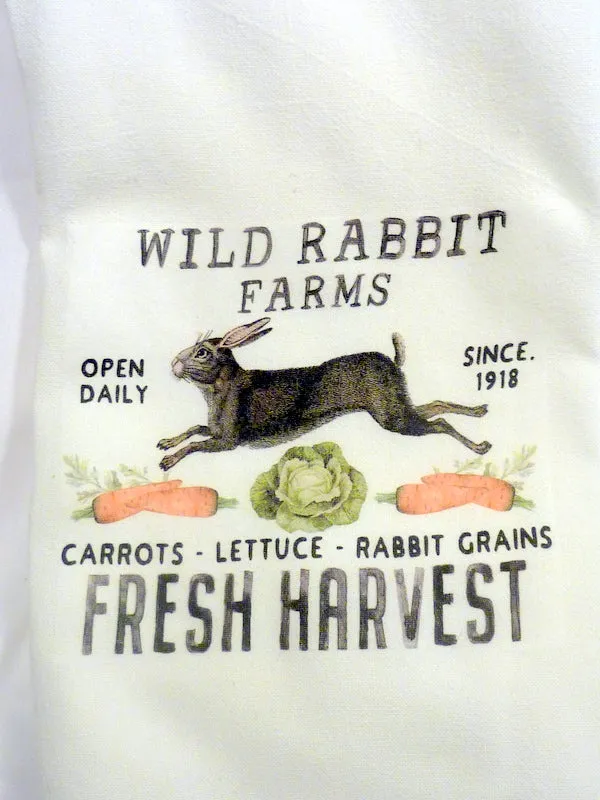 WILD RABBIT
FARMS
OPEN
DAILY
SINCE.
1918
CARROTS - LETTUCE - RABBIT GRAINS
FRESH HARVEST